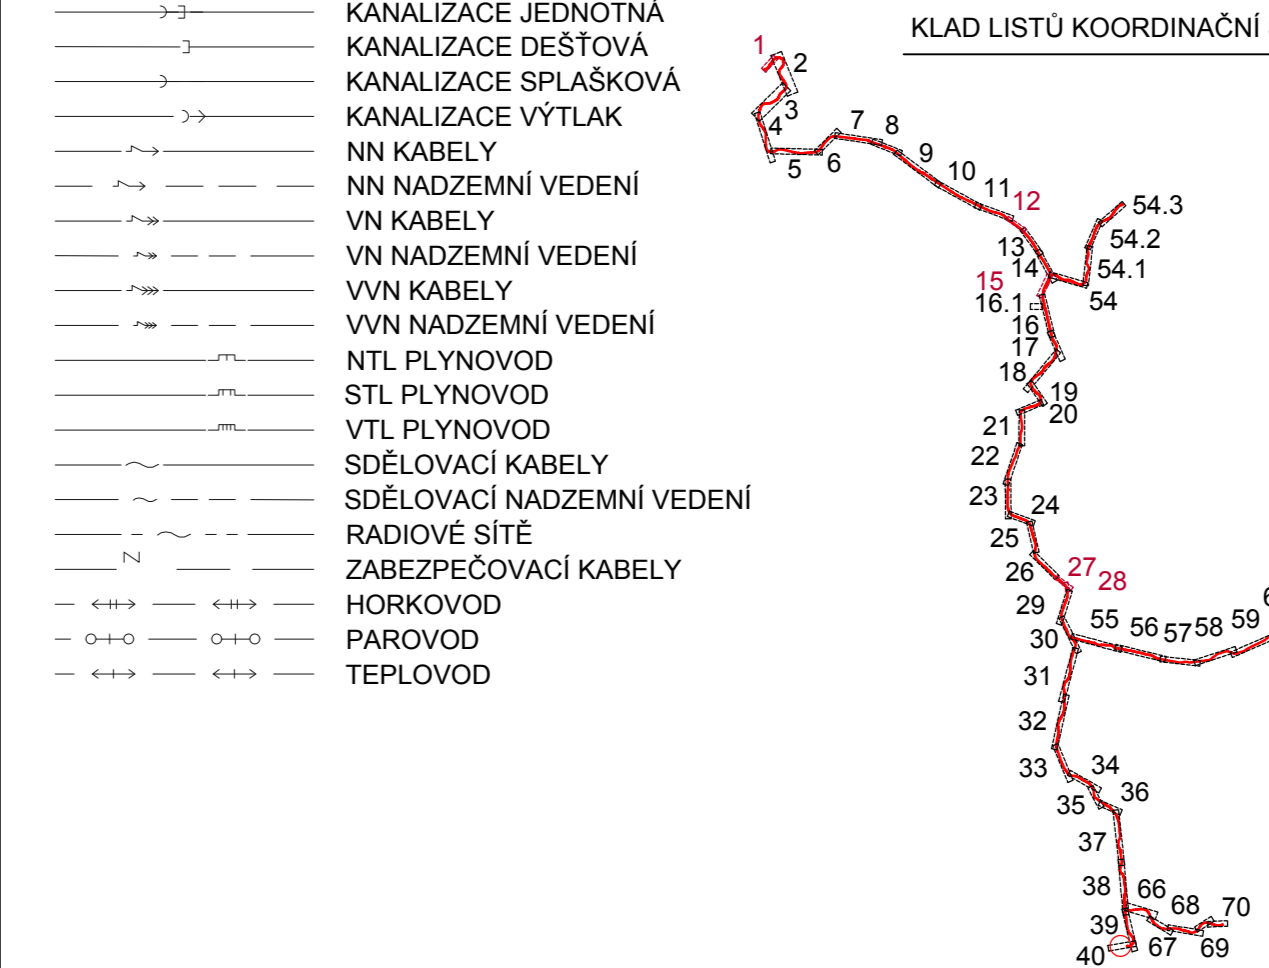 KANALIZACE JEDNOTNÁ
KANALIZACE DEŠŤOVÁ
KANALIZACE SPLAŠKOVÁ
KANALIZACE VÝTLAK
NN KABELY
NN NADZEMNÍ VEDENÍ
VN KABELY
VN NADZEMNÍ VEDENÍ
VVN KABELY
VVN NADZEMNÍ VEDENÍ
NTL PLYNOVOD
STL PLYNOVOD
VTL PLYNOVOD
SDĚLOVACÍ KABELY
SDĚLOVACÍ NADZEMNÍ VEDENÍ
RADIOVÉ SÍTĚ
ZABEZPEČOVACÍ KABELY
HORKOVOD
PAROVOD
TEPLOVOD
KLAD LISTŮ KOORDINAČNÍ
1
2
3
4
5
6
7
8
9
10
11
12
13
14
15
16.1
16
17
18
19
20
21
22
23
24
25
26
27
28
29
30
31
32
33
34
35
36
37
38
39
40
54.3
54.2
54.1
54
55
56
57
58
59
66
67
68
69
70